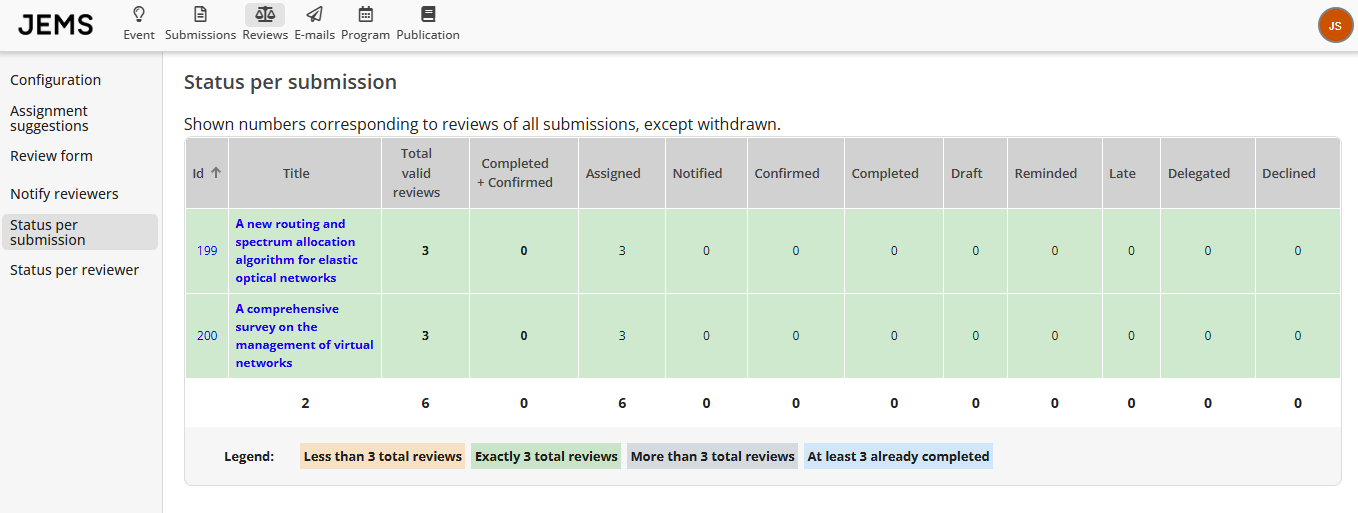 JEMS
Event Submissions Reviews E-mails Program Publication
JS
Configuration
Assignment
suggestions
Review form
Notify reviewers
Status per
submission
Status per reviewer
Status per submission
Shown numbers corresponding to reviews of all submissions, except withdrawn.
Id ↑ Title Total valid reviews Completed + Confirmed Assigned Notified Confirmed Completed Draft Reminded Late Delegated Declined
199 A new routing and spectrum allocation algorithm for elastic optical networks 3 0 3 0 0 0 0 0 0 0 0
200 A comprehensive survey on the management of virtual networks 3 0 3 0 0 0 0 0 0 0 0
2 6 0 6 0 0 0 0 0 0 0 0
Legend: Less than 3 total reviews Exactly 3 total reviews More than 3 total reviews At least 3 already completed